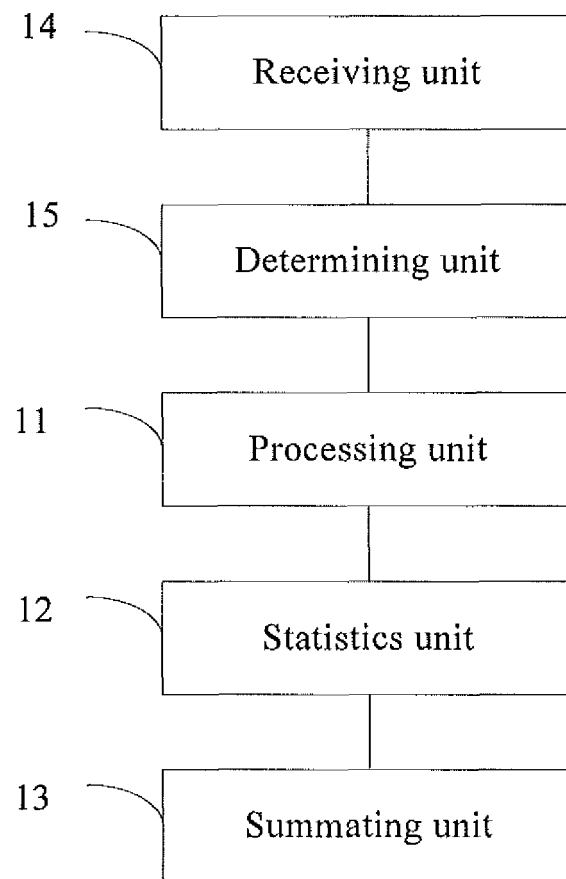 14
Receiving unit
15
Determining unit
11
Processing unit
12
Statistics unit
13
Summating unit